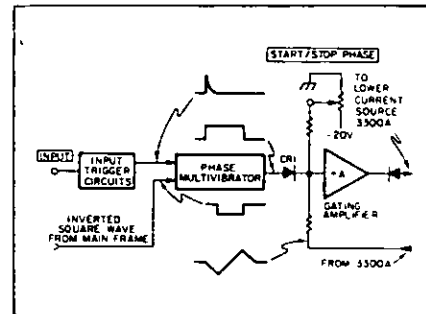 START/STOP PHASE
TO
LOWER
CURRENT
SOURCE
3300A
-20V
INPUT
INPUT
TRIGGER
CIRCUITS
PHASE
MULTIVIBRATOR
CR1
+A
GATING
AMPLIFIER
INVERTED
SQUARE WAVE
FROM MAIN FRAME
FROM 3300A